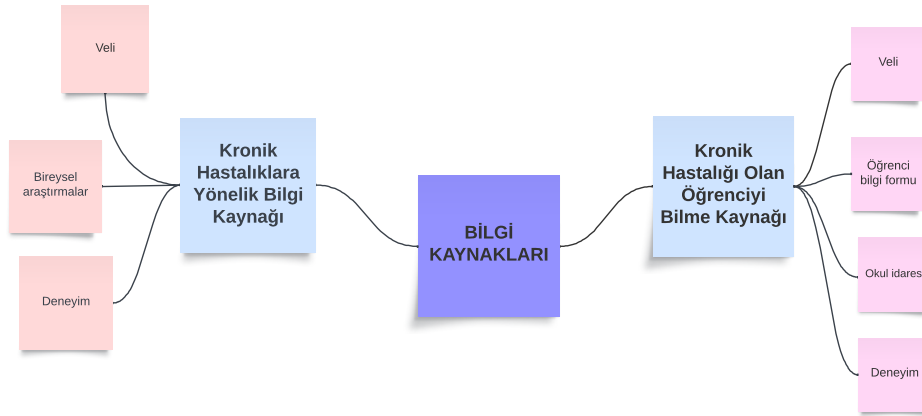 Veli
Bireysel
araştırmalar
Deneyim
Kronik
Hastalıklara
Yönelik Bilgi
Kaynağı
BİLGİ
KAYNAKLARI
Kronik
Hastalığı Olan
Öğrenciyi
Bilme Kaynağı
Veli
Öğrenci
bilgi formu
Okul idares
Deneyim